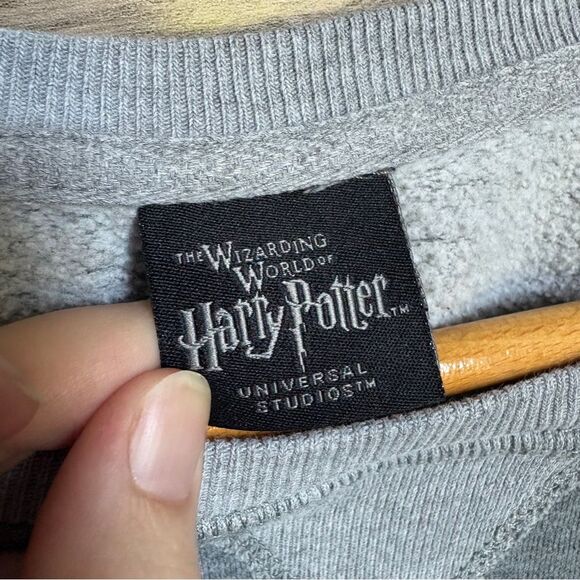 THE WIZARDING
WORLD OF
Harry Potter™
UNIVERSAL
STUDIOS™